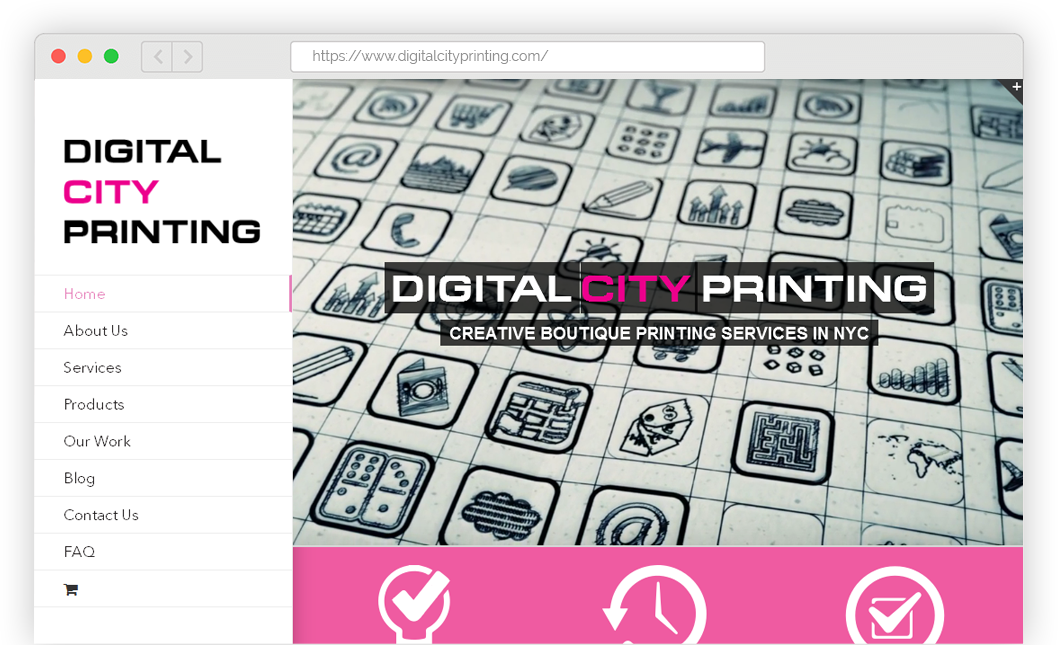 https://www.digitalcityprinting.com/
DIGITAL
CITY
PRINTING
Home
About Us
Services
Products
Our Work
Blog
Contact Us
FAQ
DIGITAL CITY PRINTING
CREATIVE BOUTIQUE PRINTING SERVICES IN NYC